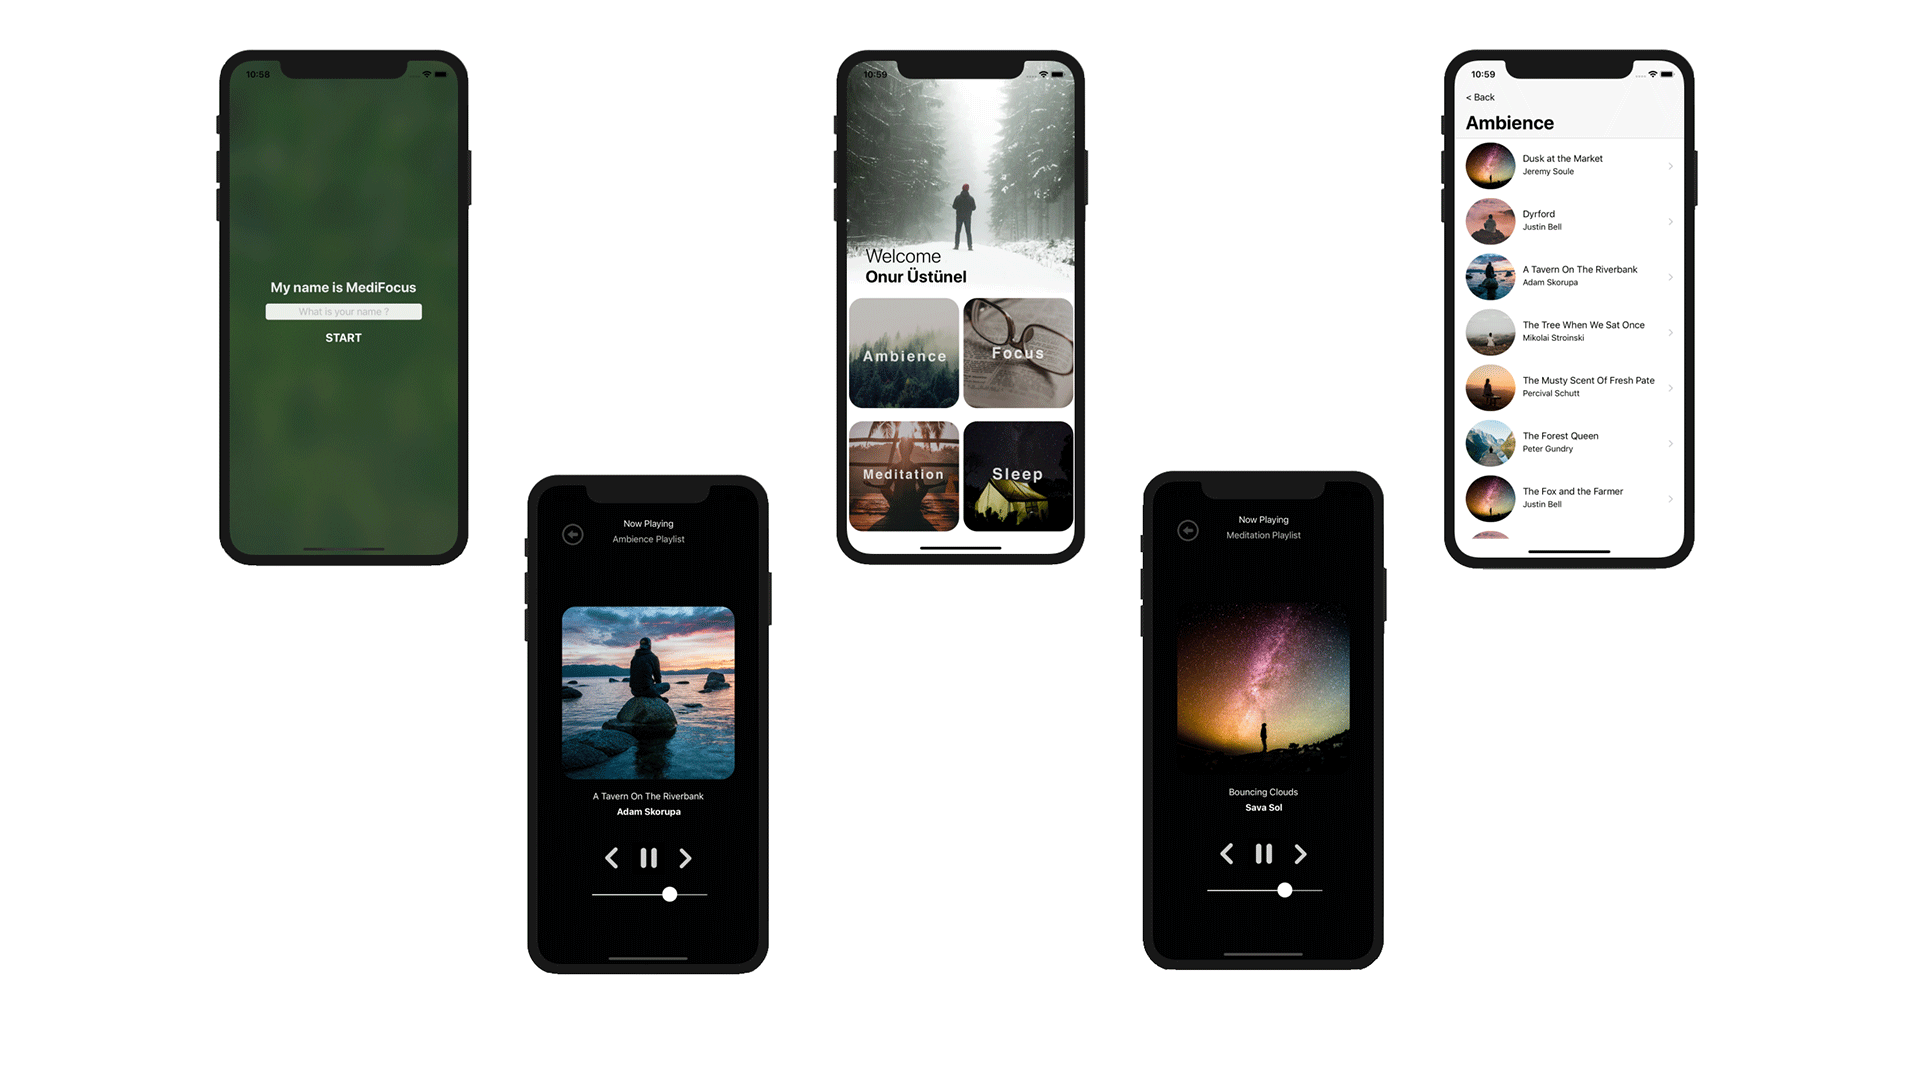 10:58
My name is MediFocus
What is your name ?
START
Now Playing
Ambience Playlist
A Tavern On The Riverbank
Adam Skorupa
10:59
Welcome
Onur Üstünel
Ambience
Focus
Meditation
Sleep
Now Playing
Meditation Playlist
Bouncing Clouds
Sava Sol
10:59
< Back
Ambience
Dusk at the Market
Jeremy Soule
Dyrford
Justin Bell
A Tavern On The Riverbank
Adam Skorupa
The Tree When We Sat Once
Mikolai Stroinski
The Musty Scent Of Fresh Pate
Percival Schutt
The Forest Queen
Peter Gundry
The Fox and the Farmer
Justin Bell